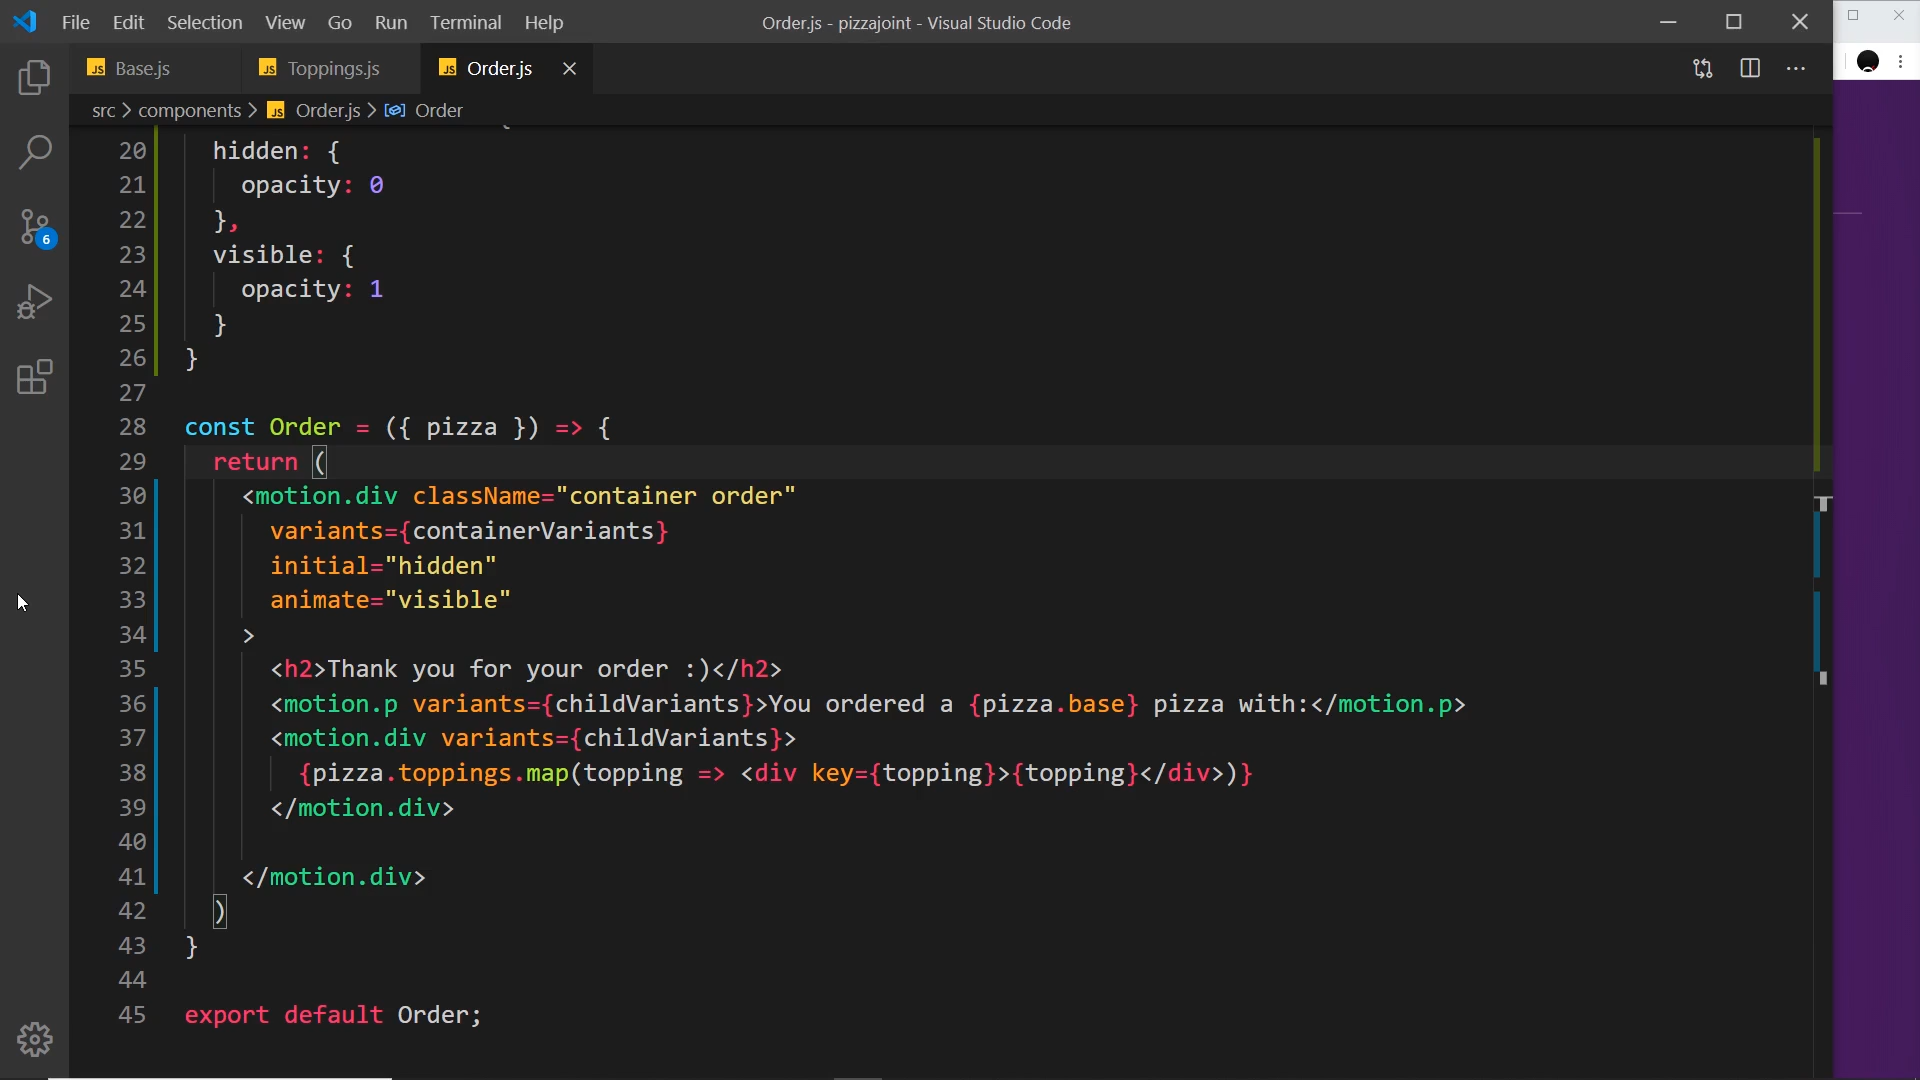 File Edit Selection View Go Run Terminal Help Order.js - pizzajoint - Visual Studio Code
JS Base.js JS Toppings.js JS Order.js
src > components > JS Order.js > Order
20 hidden: {
21 opacity: 0
22 },
23 visible: {
24 opacity: 1
25 }
26 }
27
28 const Order = ({ pizza }) => {
29 return (
30 <motion.div className="container order"
31 variants={containerVariants}
32 initial="hidden"
33 animate="visible"
34 >
35 <h2>Thank you for your order :)</h2>
36 <motion.p variants={childVariants}>You ordered a {pizza.base} pizza with:</motion.p>
37 <motion.div variants={childVariants}>
38 {pizza.toppings.map(topping => <div key={topping}>{topping}</div>)}
39 </motion.div>
40
41 </motion.div>
42 )
43 }
44
45 export default Order;
6